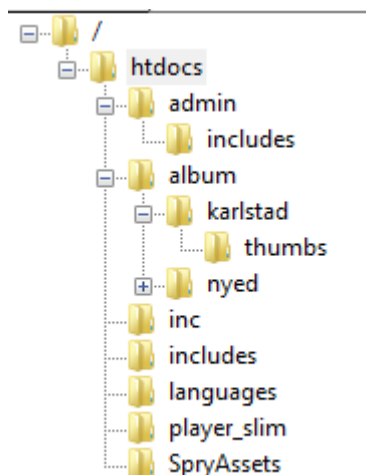 /
htdocs
admin
includes
album
karlstad
thumbs
nyed
inc
includes
languages
player_slim
SpryAssets